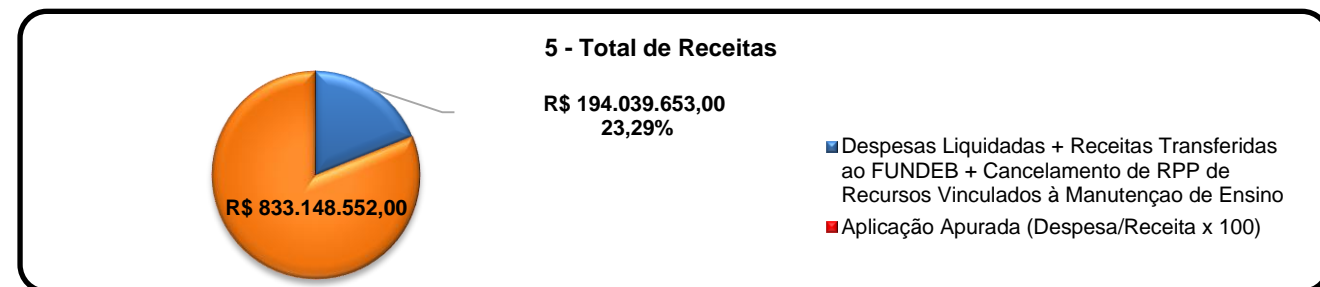 5 - Total de Receitas
R$ 194.039.653,00
23,29%
R$ 833.148.552,00
Despesas Liquidadas + Receitas Transferidas
ao FUNDEB + Cancelamento de RPP de
Recursos Vinculados à Manutençao de Ensino
Aplicação Apurada (Despesa/Receita x 100)